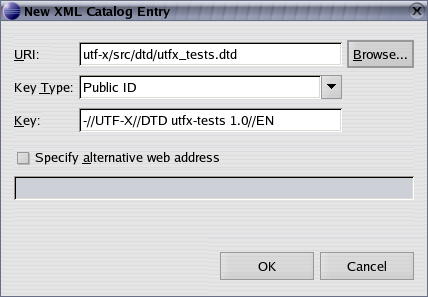 New XML Catalog Entry
URI: utf-x/src/dtd/utfx_tests.dtd Browse...
Key Type: Public ID
Key: -//UTF-X//DTD utfx-tests 1.0//EN
Specify alternative web address
OK Cancel